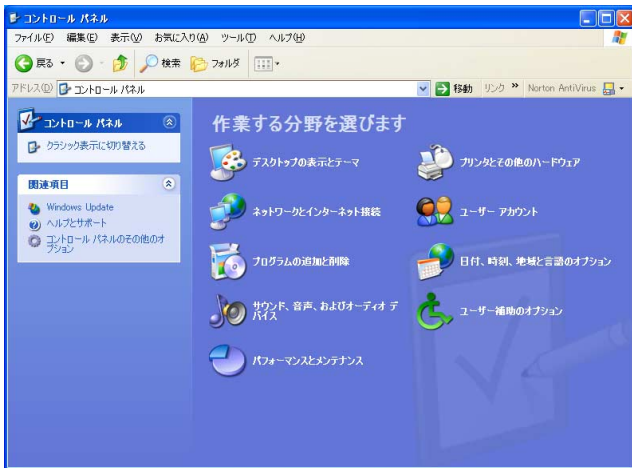 コントロール パネル
ファイル(F) 編集(E) 表示(V) お気に入り(A) ツール(T) ヘルプ(H)
戻る 検索 フォルダ
アドレス(D) コントロール パネル 移動 リンク » Norton AntiVirus
コントロール パネル
クラシック表示に切り替える
関連項目
Windows Update
ヘルプとサポート
コントロール パネルのその他のオ
プション
作業する分野を選びます
デスクトップの表示とテーマ
プリンタとその他のハードウェア
ネットワークとインターネット接続
ユーザー アカウント
プログラムの追加と削除
日付、時刻、地域と言語のオプション
サウンド、音声、およびオーディオ デ
バイス
ユーザー補助のオプション
パフォーマンスとメンテナンス